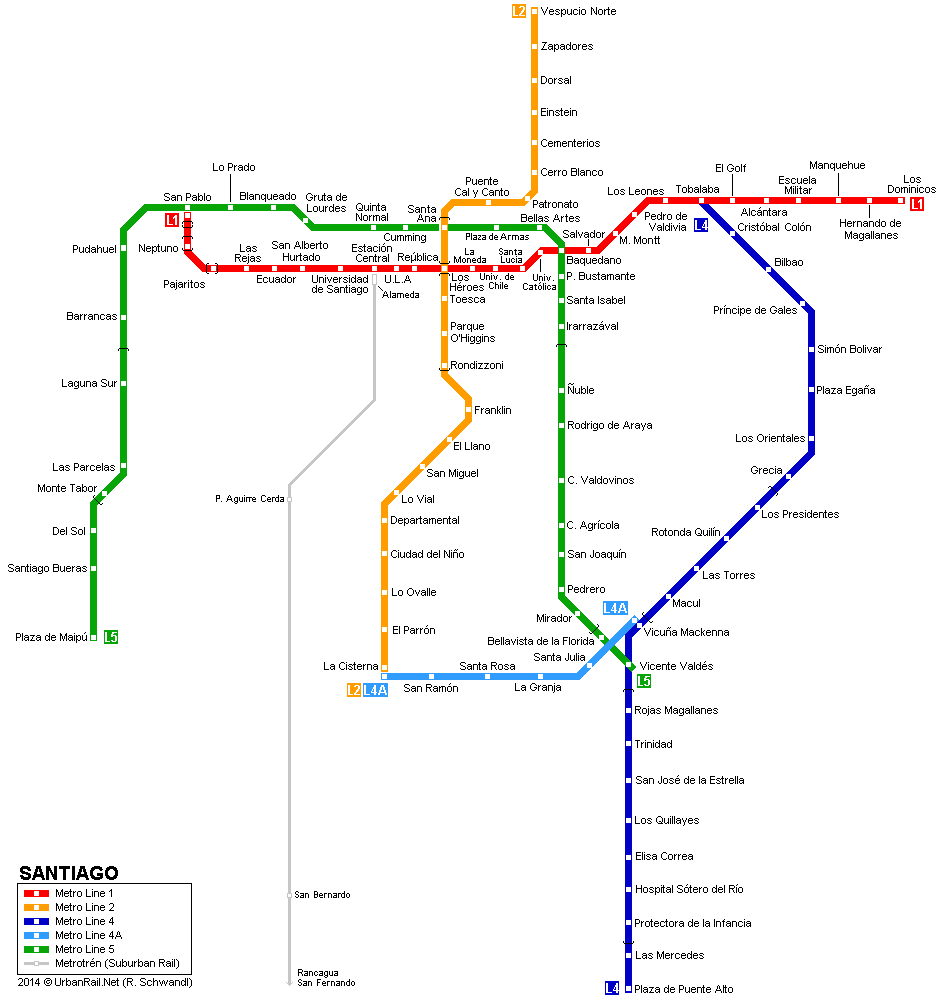 L2
Vespucio Norte
Zapadores
Dorsal
Einstein
Cementerios
Cerro Blanco
Lo Prado
San Pablo
Blanqueado
Gruta de
Lourdes
Quinta
Normal
Cumming
Santa
Ana
Puente
Cal y Canto
Patronato
Plaza de Armas
Bellas Artes
Salvador
Los Leones
Pedro de
Valdivia
M. Montt
Tobalaba
El Golf
Alcántara
Escuela
Militar
Manquehue
Hernando de
Magallanes
Los
Dominicos
L1
L1
L4
Cristóbal Colón
Bilbao
Príncipe de Gales
Simón Bolivar
Plaza Egaña
Los Orientales
Grecia
Los Presidentes
Rotonda Quilín
Las Torres
Macul
Vicuña Mackenna
Pudahuel
Neptuno
Pajaritos
Las
Rejas
Ecuador
San Alberto
Hurtado
Universidad
de Santiago
Estación
Central
U.L.A
Alameda
Reública
Los
Héroes
La
Moneda
Univ. de
Chile
Santa
Lucía
Univ.
Católica
Baquedano
P. Bustamante
Santa Isabel
Irarrazával
Ñuble
Rodrigo de Araya
C. Valdovinos
C. Agrícola
San Joaquín
Pedrero
Mirador
Bellavista de la Florida
Barrancas
Laguna Sur
Las Parcelas
Monte Tabor
Del Sol
Santiago Bueras
Plaza de Maipú
L5
Toesca
Parque
O'Higgins
Rondizzoni
Franklin
El Llano
San Miguel
Lo Vial
Departamental
Ciudad del Niño
Lo Ovalle
El Parrón
La Cisterna
L2
L4A
San Ramón
Santa Rosa
La Granja
Santa Julia
L4A
Vicente Valdés
L5
Rojas Magallanes
Trinidad
San José de la Estrella
Los Quillayes
Elisa Correa
Hospital Sótero del Río
Protectora de la Infancia
Las Mercedes
L4
Plaza de Puente Alto
P. Aguirre Cerda
San Bernardo
Rancagua
San Fernando
SANTIAGO
Metro Line 1
Metro Line 2
Metro Line 4
Metro Line 4A
Metro Line 5
Metrotrén (Suburban Rail)
2014 © UrbanRail.Net (R. Schwandl)